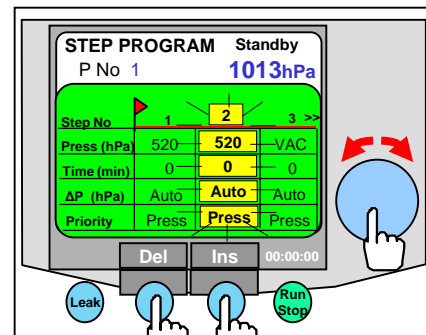 STEP PROGRAM Standby
P No 1 1013hPa
Step No 1 2 3 >>
Press (hPa) 520 520 VAC
Time (min) 0 0 0
ΔP (hPa) Auto Auto Auto
Priority Press Press Press
Del Ins 00:00:00
Leak Run
Stop